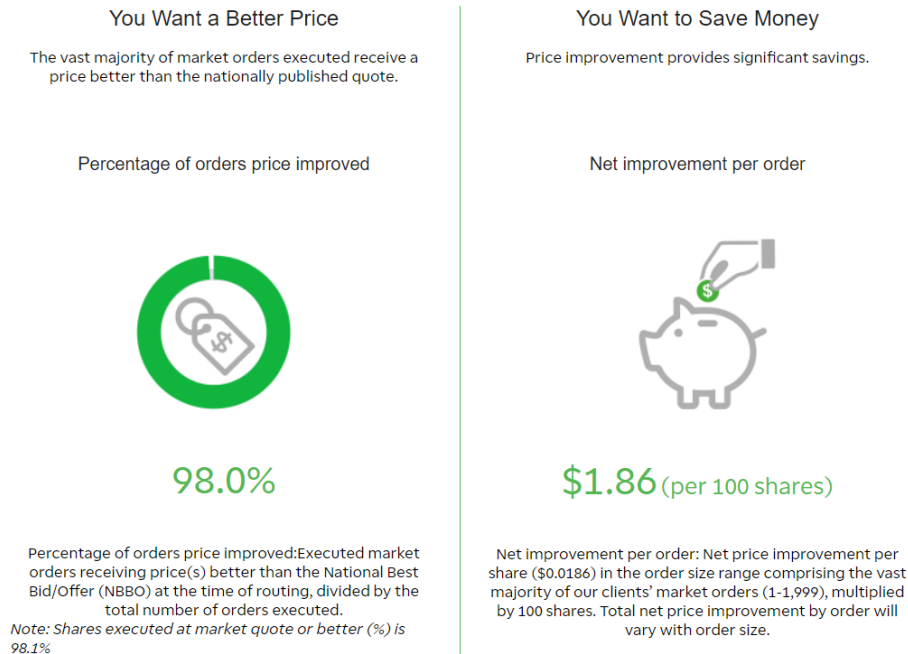 You Want a Better Price
The vast majority of market orders executed receive a
price better than the nationally published quote.
Percentage of orders price improved
$
98.0%
Percentage of orders price improved:Executed market
orders receiving price(s) better than the National Best
Bid/Offer (NBBO) at the time of routing, divided by the
total number of orders executed.
Note: Shares executed at market quote or better (%) is
98.1%
You Want to Save Money
Price improvement provides significant savings.
Net improvement per order
$
$1.86 (per 100 shares)
Net improvement per order: Net price improvement per
share ($0.0186) in the order size range comprising the vast
majority of our clients’ market orders (1-1,999), multiplied
by 100 shares. Total net price improvement by order will
vary with order size.